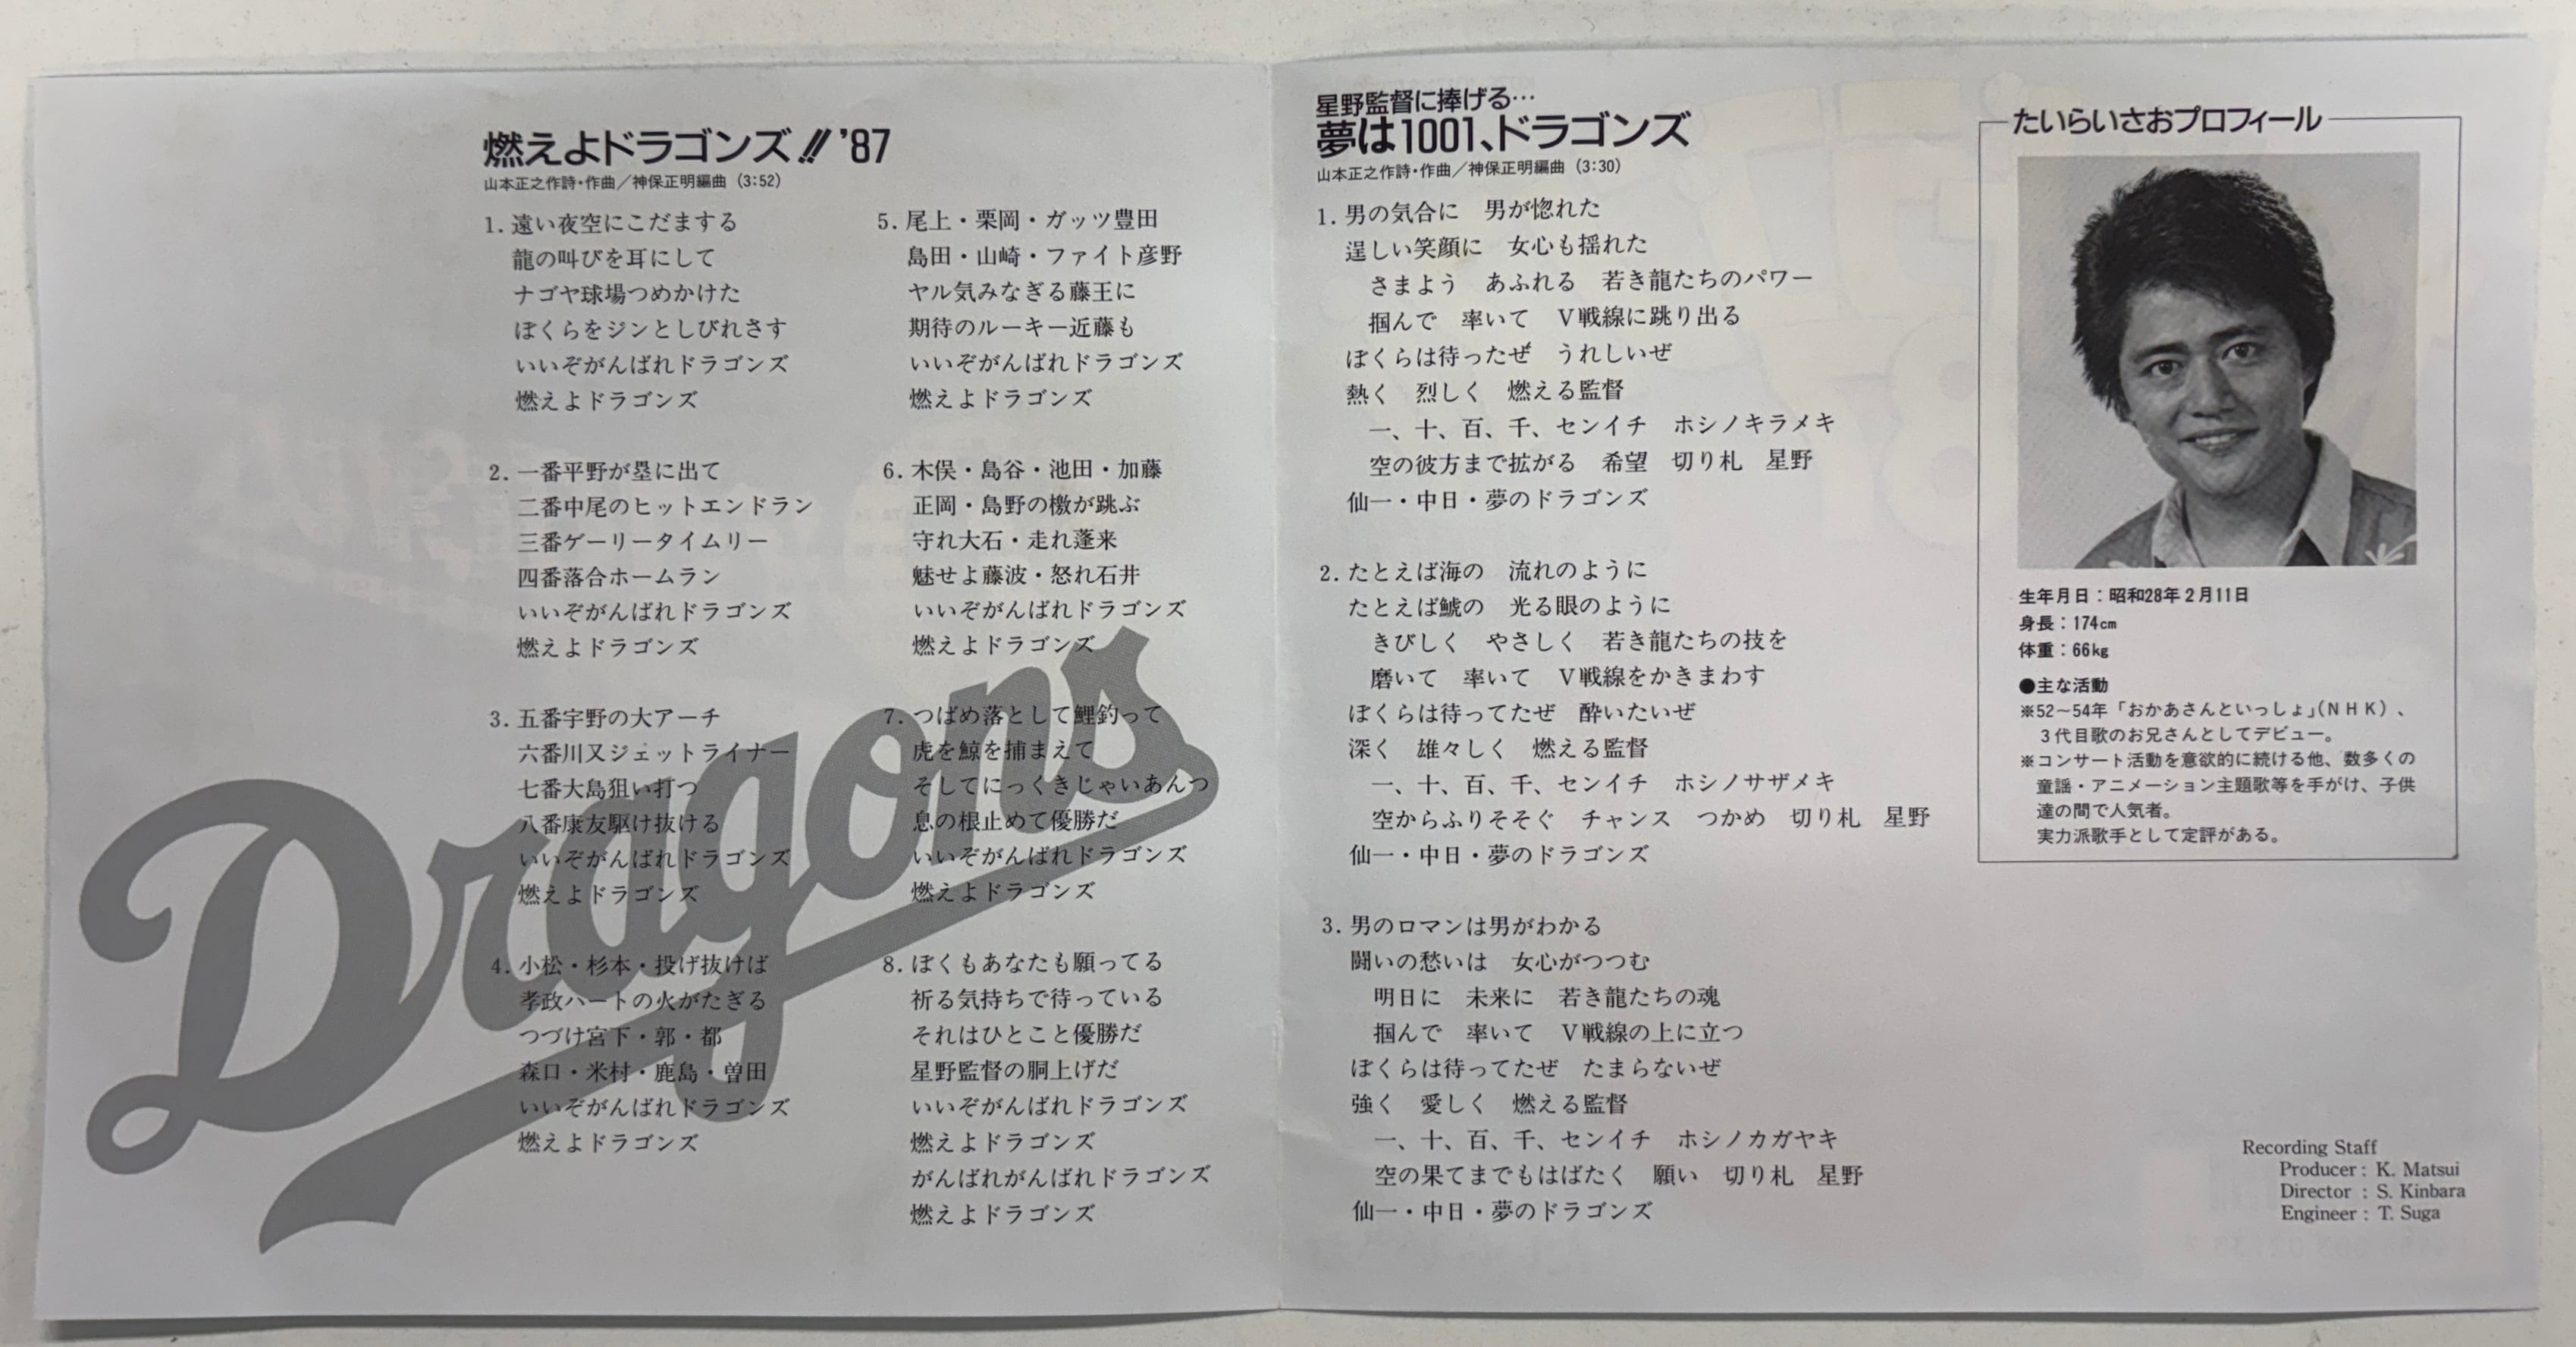 燃えよドラゴンズ!! '87
山本正之作詩・作曲／神保正明編曲（3:52）
1. 遠い夜空にこだまする
龍の叫びを耳にして
ナゴヤ球場つめかけた
ぼくらをジンとしびれさす
いいぞがんばれドラゴンズ
燃えよドラゴンズ
2. 一番平野が塁に出て
二番中尾のヒットエンドラン
三番ゲーリータイムリー
四番落合ホームラン
いいぞがんばれドラゴンズ
燃えよドラゴンズ
3. 五番宇野の大アーチ
六番川又ジェットライナー
七番大島狙い打つ
八番康友駆け抜ける
いいぞがんばれドラゴンズ
燃えよドラゴンズ
4. 小松・杉本・投げ抜けば
孝政ハートの火がたぎる
つづけ宮下・郭・都
森口・米村・鹿島・曽田
いいぞがんばれドラゴンズ
燃えよドラゴンズ
5. 尾上・栗岡・ガッツ豊田
島田・山崎・ファイト彦野
ヤル気みなぎる藤王に
期待のルーキー近藤も
いいぞがんばれドラゴンズ
燃えよドラゴンズ
6. 木俣・島谷・池田・加藤
正岡・島野の檄が跳ぶ
守れ大石・走れ蓬来
魅せよ藤波・怒れ石井
いいぞがんばれドラゴンズ
燃えよドラゴンズ
7. つばめ落として鯉釣って
虎を鯨を捕まえて
そしてにっくきじゃいあんつ
息の根止めて優勝だ
いいぞがんばれドラゴンズ
燃えよドラゴンズ
8. ぼくもあなたも願ってる
祈る気持ちで待っている
それはひとこと優勝だ
星野監督の胴上げだ
いいぞがんばれドラゴンズ
燃えよドラゴンズ
がんばれがんばれドラゴンズ
燃えよドラゴンズ
Dragons
星野監督に捧げる…
夢は1001、ドラゴンズ
山本正之作詩・作曲／神保正明編曲（3:30）
1. 男の気合に　男が惚れた
逞しい笑顔に　女心も揺れた
さまよう　あふれる　若き龍たちのパワー
掴んで　率いて　V戦線に跳り出る
ぼくらは待ったぜ　うれしいぜ
熱く　烈しく　燃える監督
一、十、百、千、センイチ　ホシノキラメキ
空の彼方まで拡がる　希望　切り札　星野
仙一・中日・夢のドラゴンズ
2. たとえば海の　流れのように
たとえば鯱の　光る眼のように
きびしく　やさしく　若き龍たちの技を
磨いて　率いて　V戦線をかきまわす
ぼくらは待ってたぜ　酔いたいぜ
深く　雄々しく　燃える監督
一、十、百、千、センイチ　ホシノサザメキ
空からふりそそぐ　チャンス　つかめ　切り札　星野
仙一・中日・夢のドラゴンズ
3. 男のロマンは男がわかる
闘いの愁いは　女心がつつむ
明日に　未来に　若き龍たちの魂
掴んで　率いて　V戦線の上に立つ
ぼくらは待ってたぜ　たまらないぜ
強く　愛しく　燃える監督
一、十、百、千、センイチ　ホシノカガヤキ
空の果てまでもはばたく　願い　切り札　星野
仙一・中日・夢のドラゴンズ
たいらいさおプロフィール
生年月日：昭和28年2月11日
身長：174cm
体重：66kg
●主な活動
※52〜54年「おかあさんといっしょ」（ＮＨＫ）、
３代目歌のお兄さんとしてデビュー。
※コンサート活動を意欲的に続ける他、数多くの
童謡・アニメーション主題歌等を手がけ、子供
達の間で人気者。
実力派歌手として定評がある。
Recording Staff
Producer : K. Matsui
Director : S. Kinbara
Engineer : T. Suga